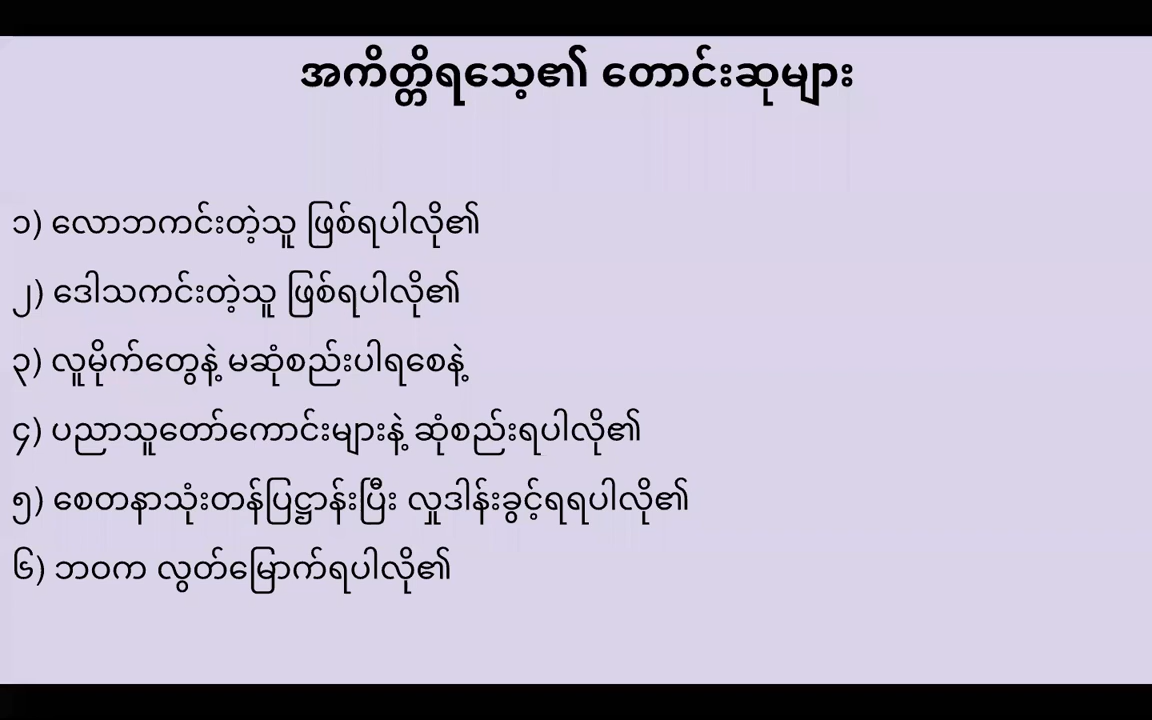 အကိတ္တိရသေ့၏ တောင်းဆုများ
၁) လောဘကင်းတဲ့သူ ဖြစ်ရပါလို၏
၂) ဒေါသကင်းတဲ့သူ ဖြစ်ရပါလို၏
၃) လူမိုက်တွေနဲ့ မဆုံစည်းပါရစေနဲ့
၄) ပညာသူတော်ကောင်းများနဲ့ ဆုံစည်းရပါလို၏
၅) စေတနာသုံးတန်ပြဋ္ဌာန်းပြီး လှူဒါန်းခွင့်ရရပါလို၏
၆) ဘဝက လွတ်မြောက်ရပါလို၏